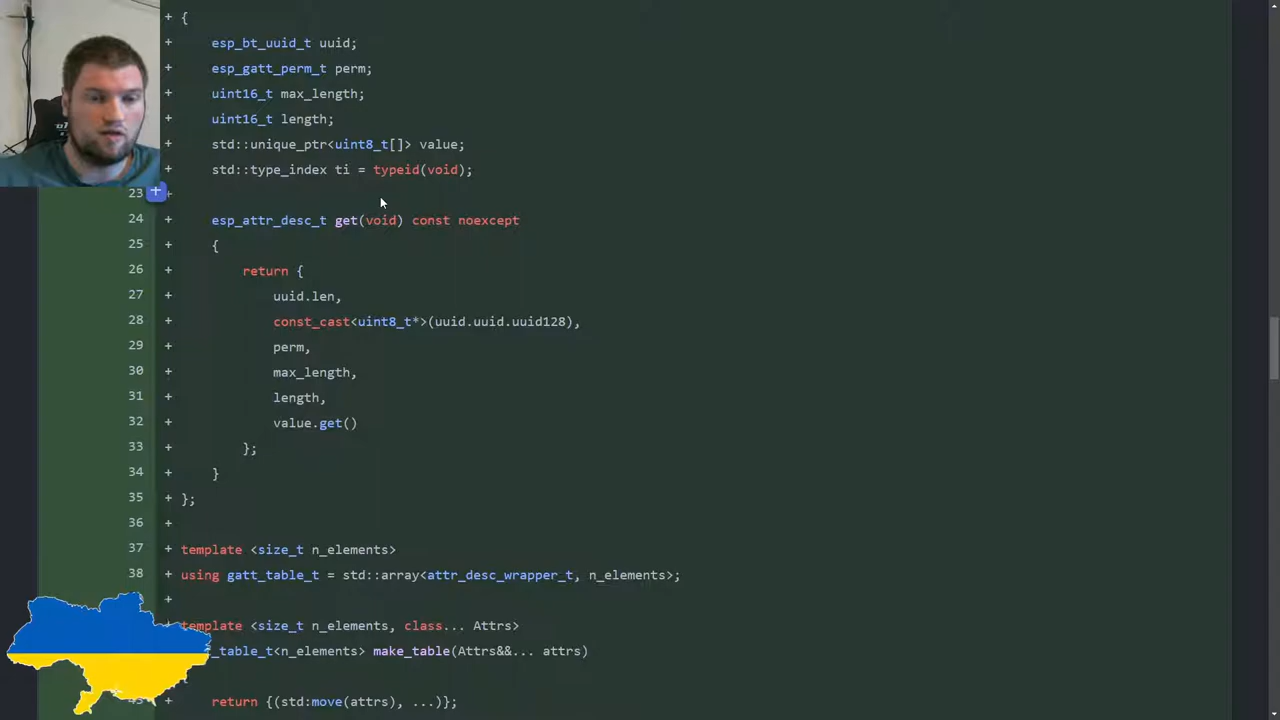 + {
+ esp_bt_uuid_t uuid;
+ esp_gatt_perm_t perm;
+ uint16_t max_length;
+ uint16_t length;
+ std::unique_ptr<uint8_t[]> value;
+ std::type_index ti = typeid(void);
23 +
24 + esp_attr_desc_t get(void) const noexcept
25 + {
26 + return {
27 + uuid.len,
28 + const_cast<uint8_t*>(uuid.uuid.uuid128),
29 + perm,
30 + max_length,
31 + length,
32 + value.get()
33 + };
34 + }
35 + };
36 +
37 + template <size_t n_elements>
38 + using gatt_table_t = std::array<attr_desc_wrapper_t, n_elements>;
+
+ template <size_t n_elements, class... Attrs>
_table_t<n_elements> make_table(Attrs&&... attrs)
+ return {(std:move(attrs), ...)};